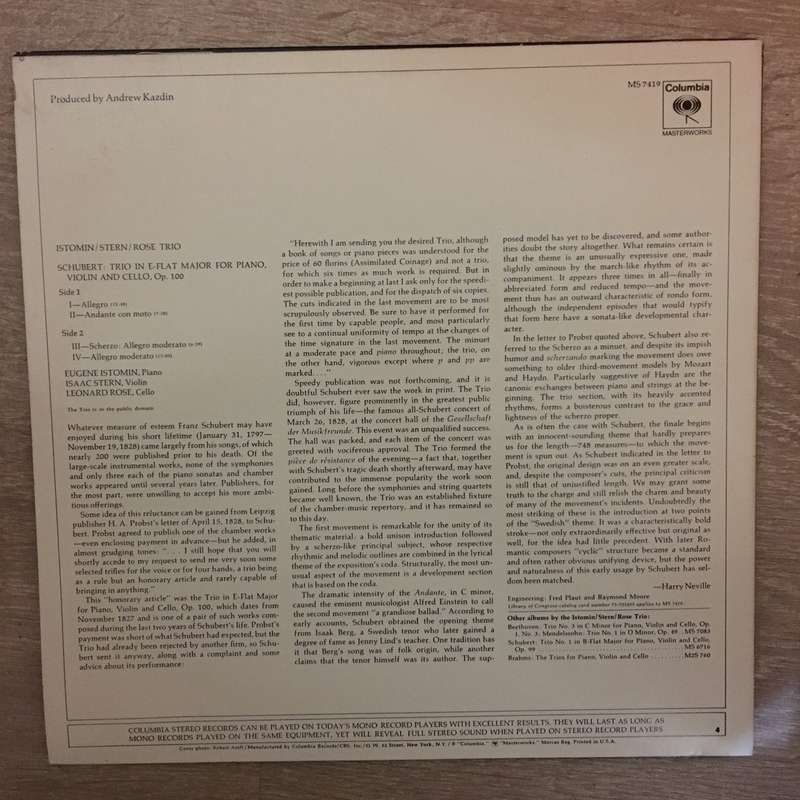 Produced by Andrew Kazdin
MS 7419
Columbia
MASTERWORKS
ISTOMIN/STERN/ROSE TRIO
SCHUBERT: TRIO IN E-FLAT MAJOR FOR PIANO,
VIOLIN AND CELLO, Op. 100
Side 1
I—Allegro
II—Andante con moto
Side 2
III—Scherzo: Allegro moderato
IV—Allegro moderato
EUGENE ISTOMIN, Piano
ISAAC STERN, Violin
LEONARD ROSE, Cello
The Trio is in the public domain
Whatever measure of esteem Franz Schubert may have
enjoyed during his short lifetime (January 31, 1797—
November 19, 1828) came largely from his songs, of which
nearly 200 were published prior to his death. Of the
large-scale instrumental works, none of the symphonies
and only three each of the piano sonatas and chamber
works appeared until several years later. Publishers, for
the most part, were unwilling to accept his more ambi-
tious offerings.
Some idea of this reluctance can be gained from Leipzig
publisher H. A. Probst's letter of April 15, 1828, to Schu-
bert. Probst agreed to publish one of the chamber works
—even enclosing payment in advance—but he added, in
almost grudging tones: ". . . I still hope that you will
shortly accede to my request to send me very soon some
selected trifles for the voice or for four hands, a trio being
as a rule but an honorary article and rarely capable of
bringing in anything."
This "honorary article" was the Trio in E-Flat Major
for Piano, Violin and Cello, Op. 100, which dates from
November 1827 and is one of a pair of such works com-
posed during the last two years of Schubert's life. Probst's
payment was short of what Schubert had expected, but the
Trio had already been rejected by another firm, so Schu-
bert sent it anyway, along with a complaint and some
advice about its performance:
"Herewith I am sending you the desired Trio, although
a book of songs or piano pieces was understood for the
price of 60 florins (Assimilated Coinage) and not a trio,
for which six times as much work is required. But in
order to make a beginning at last I ask only for the speedi-
est possible publication, and for the dispatch of six copies.
The cuts indicated in the last movement are to be most
scrupulously observed. Be sure to have it performed for
the first time by capable people, and most particularly
see to a continual uniformity of tempo at the changes of
the time signature in the last movement. The minuet
at a moderate pace and piano throughout; the trio, on
the other hand, vigorous except where p and pp are
marked. . . ."
Speedy publication was not forthcoming, and it is
doubtful Schubert ever saw the work in print. The Trio
did, however, figure prominently in the greatest public
triumph of his life—the famous all-Schubert concert of
March 26, 1828, at the concert hall of the Gesellschaft
der Musikfreunde. This event was an unqualified success.
The hall was packed, and each item of the concert was
greeted with vociferous approval. The Trio formed the
pièce de résistance of the evening—a fact that, together
with Schubert's tragic death shortly afterward, may have
contributed to the immense popularity the work soon
gained. Long before the symphonies and string quartets
became well known, the Trio was an established fixture
of the chamber-music repertory, and it has remained so
to this day.
The first movement is remarkable for the unity of its
thematic material: a bold unison introduction followed
by a scherzo-like principal subject, whose respective
rhythmic and melodic outlines are combined in the lyrical
theme of the exposition's coda. Structurally, the most un-
usual aspect of the movement is a development section
that is based on the coda.
The dramatic intensity of the Andante, in C minor,
caused the eminent musicologist Alfred Einstein to call
the second movement "a grandiose ballad." According to
early accounts, Schubert obtained the opening theme
from Isaak Berg, a Swedish tenor who later gained a
degree of fame as Jenny Lind's teacher. One tradition has
it that Berg's song was of folk origin, while another
claims that the tenor himself was its author. The sup-
posed model has yet to be discovered, and some author-
ities doubt the story altogether. What remains certain is
that the theme is an unusually expressive one, made
slightly ominous by the march-like rhythm of its ac-
companiment. It appears three times in all—finally in
abbreviated form and reduced tempo—and the move-
ment thus has an outward characteristic of rondo form,
although the independent episodes that would typify
that form here have a sonata-like developmental char-
acter.
In the letter to Probst quoted above, Schubert also re-
ferred to the Scherzo as a minuet, and despite its impish
humor and scherzando marking the movement does owe
something to older third-movement models by Mozart
and Haydn. Particularly suggestive of Haydn are the
canonic exchanges between piano and strings at the be-
ginning. The trio section, with its heavily accented
rhythms, forms a boisterous contrast to the grace and
lightness of the scherzo proper.
As is often the case with Schubert, the finale begins
with an innocent-sounding theme that hardly prepares
us for the length—748 measures—to which the move-
ment is spun out. As Schubert indicated in the letter to
Probst, the original design was on an even greater scale,
and, despite the composer's cuts, the principal criticism
is still that of unjustified length. We may grant some
truth to the charge and still relish the charm and beauty
of many of the movement's incidents. Undoubtedly the
most striking of these is the introduction at two points
of the "Swedish" theme. It was a characteristically bold
stroke—not only extraordinarily effective but original as
well, for the idea had little precedent. With later Ro-
mantic composers "cyclic" structure became a standard
and often rather obvious unifying device, but the power
and naturalness of this early usage by Schubert has sel-
dom been matched.
—Harry Neville
Engineering: Fred Plaut and Raymond Moore
Library of Congress catalog card number applies to MS 7419.
Other albums by the Istomin/Stern/Rose Trio:
Beethoven: Trio No. 3 in C Minor for Piano, Violin and Cello, Op.
1, No. 3, Mendelssohn: Trio No. 1 in D Minor, Op. 49 . MS 7083
Schubert: Trio No. 1 in B-Flat Major for Piano, Violin and Cello,
Op. 99 . . . . . . . . . . MS 6716
Brahms: The Trios for Piano, Violin and Cello . . . . . . . . M2S 760
COLUMBIA STEREO RECORDS CAN BE PLAYED ON TODAY'S MONO RECORD PLAYERS WITH EXCELLENT RESULTS. THEY WILL LAST AS LONG AS
MONO RECORDS PLAYED ON THE SAME EQUIPMENT, YET WILL REVEAL FULL STEREO SOUND WHEN PLAYED ON STEREO RECORD PLAYERS
4
Cover photo: Robert / Manufactured by Columbia Records/CBS, Inc./51 W. 52 Street, New York, N.Y. / ® "Columbia," "Masterworks," Marcas Reg. Printed in U.S.A.